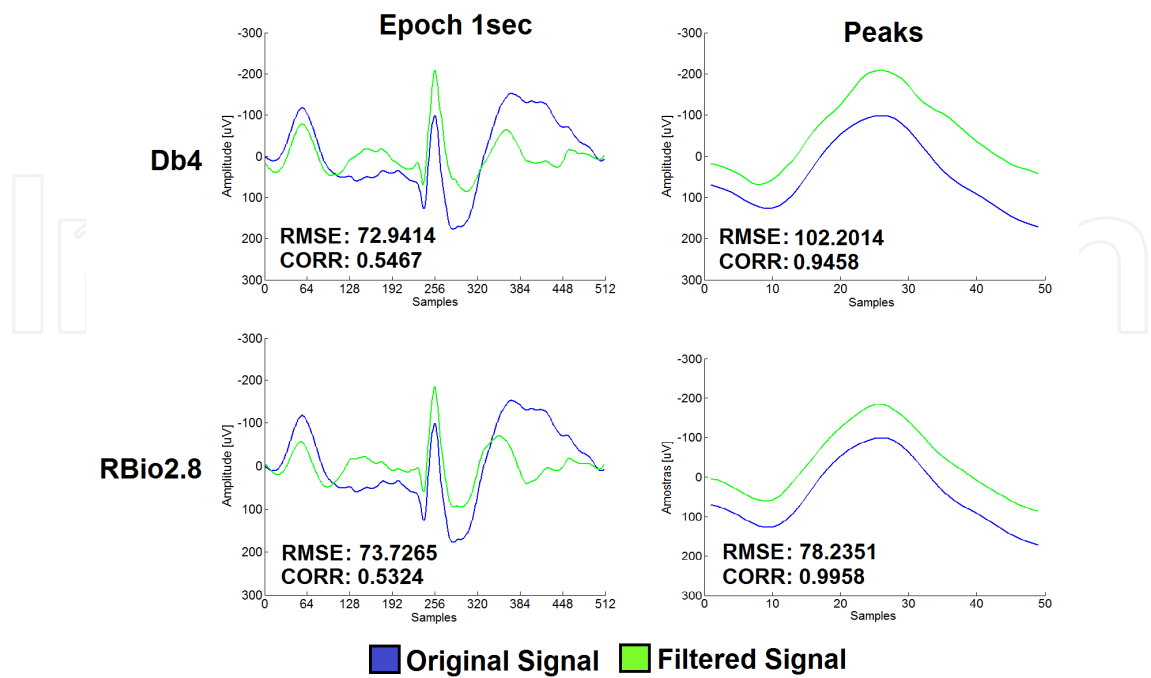 Epoch 1sec
Peaks
Db4
-300
-200
-100
0
100
200
300
Amplitude [uV]
RMSE: 72.9414
CORR: 0.5467
0 64 128 192 256 320 384 448 512
Samples
-300
-200
-100
0
100
200
300
Amplitude [uV]
RMSE: 102.2014
CORR: 0.9458
0 10 20 30 40 50
Samples
RBio2.8
-300
-200
-100
0
100
200
300
Amplitude [uV]
RMSE: 73.7265
CORR: 0.5324
0 64 128 192 256 320 384 448 512
Samples
-300
-200
-100
0
100
200
300
Amostras [uV]
RMSE: 78.2351
CORR: 0.9958
0 10 20 30 40 50
Samples
Original Signal Filtered Signal